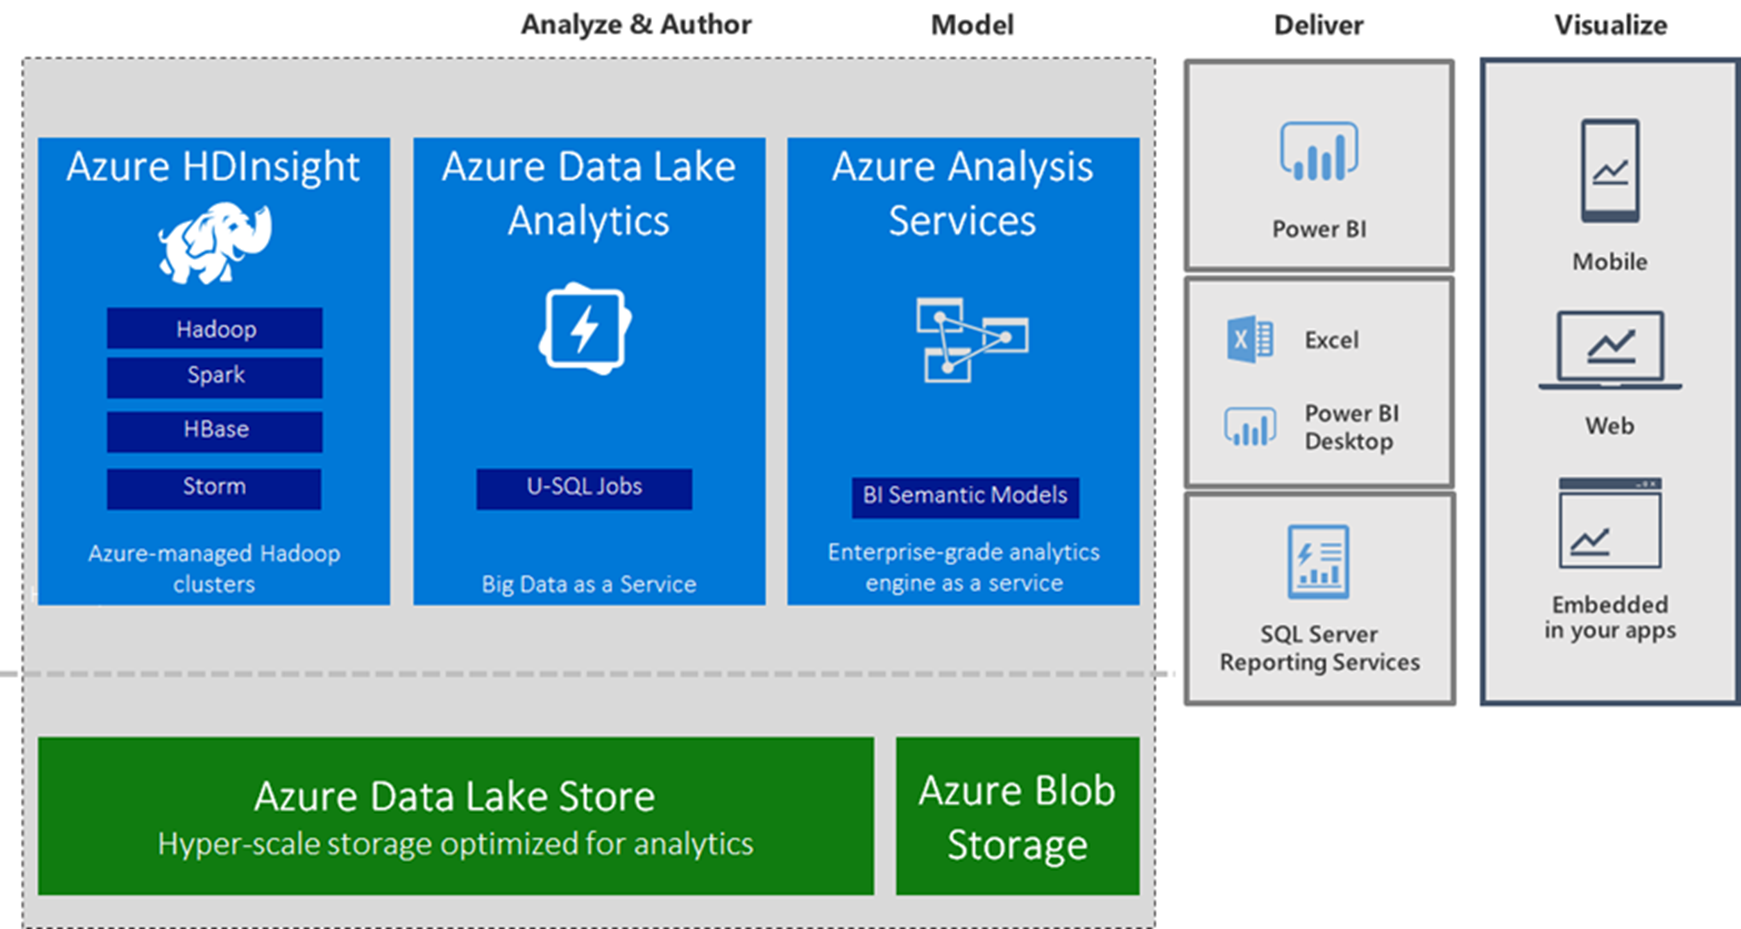 Analyze & Author
Model
Deliver
Visualize
Azure HDInsight
Hadoop
Spark
HBase
Storm
Azure-managed Hadoop
clusters
Azure Data Lake
Analytics
U-SQL Jobs
Big Data as a Service
Azure Analysis
Services
BI Semantic Models
Enterprise-grade analytics
engine as a service
Power BI
Excel
Power BI
Desktop
SQL Server
Reporting Services
Mobile
Web
Embedded
in your apps
Azure Data Lake Store
Hyper-scale storage optimized for analytics
Azure Blob
Storage